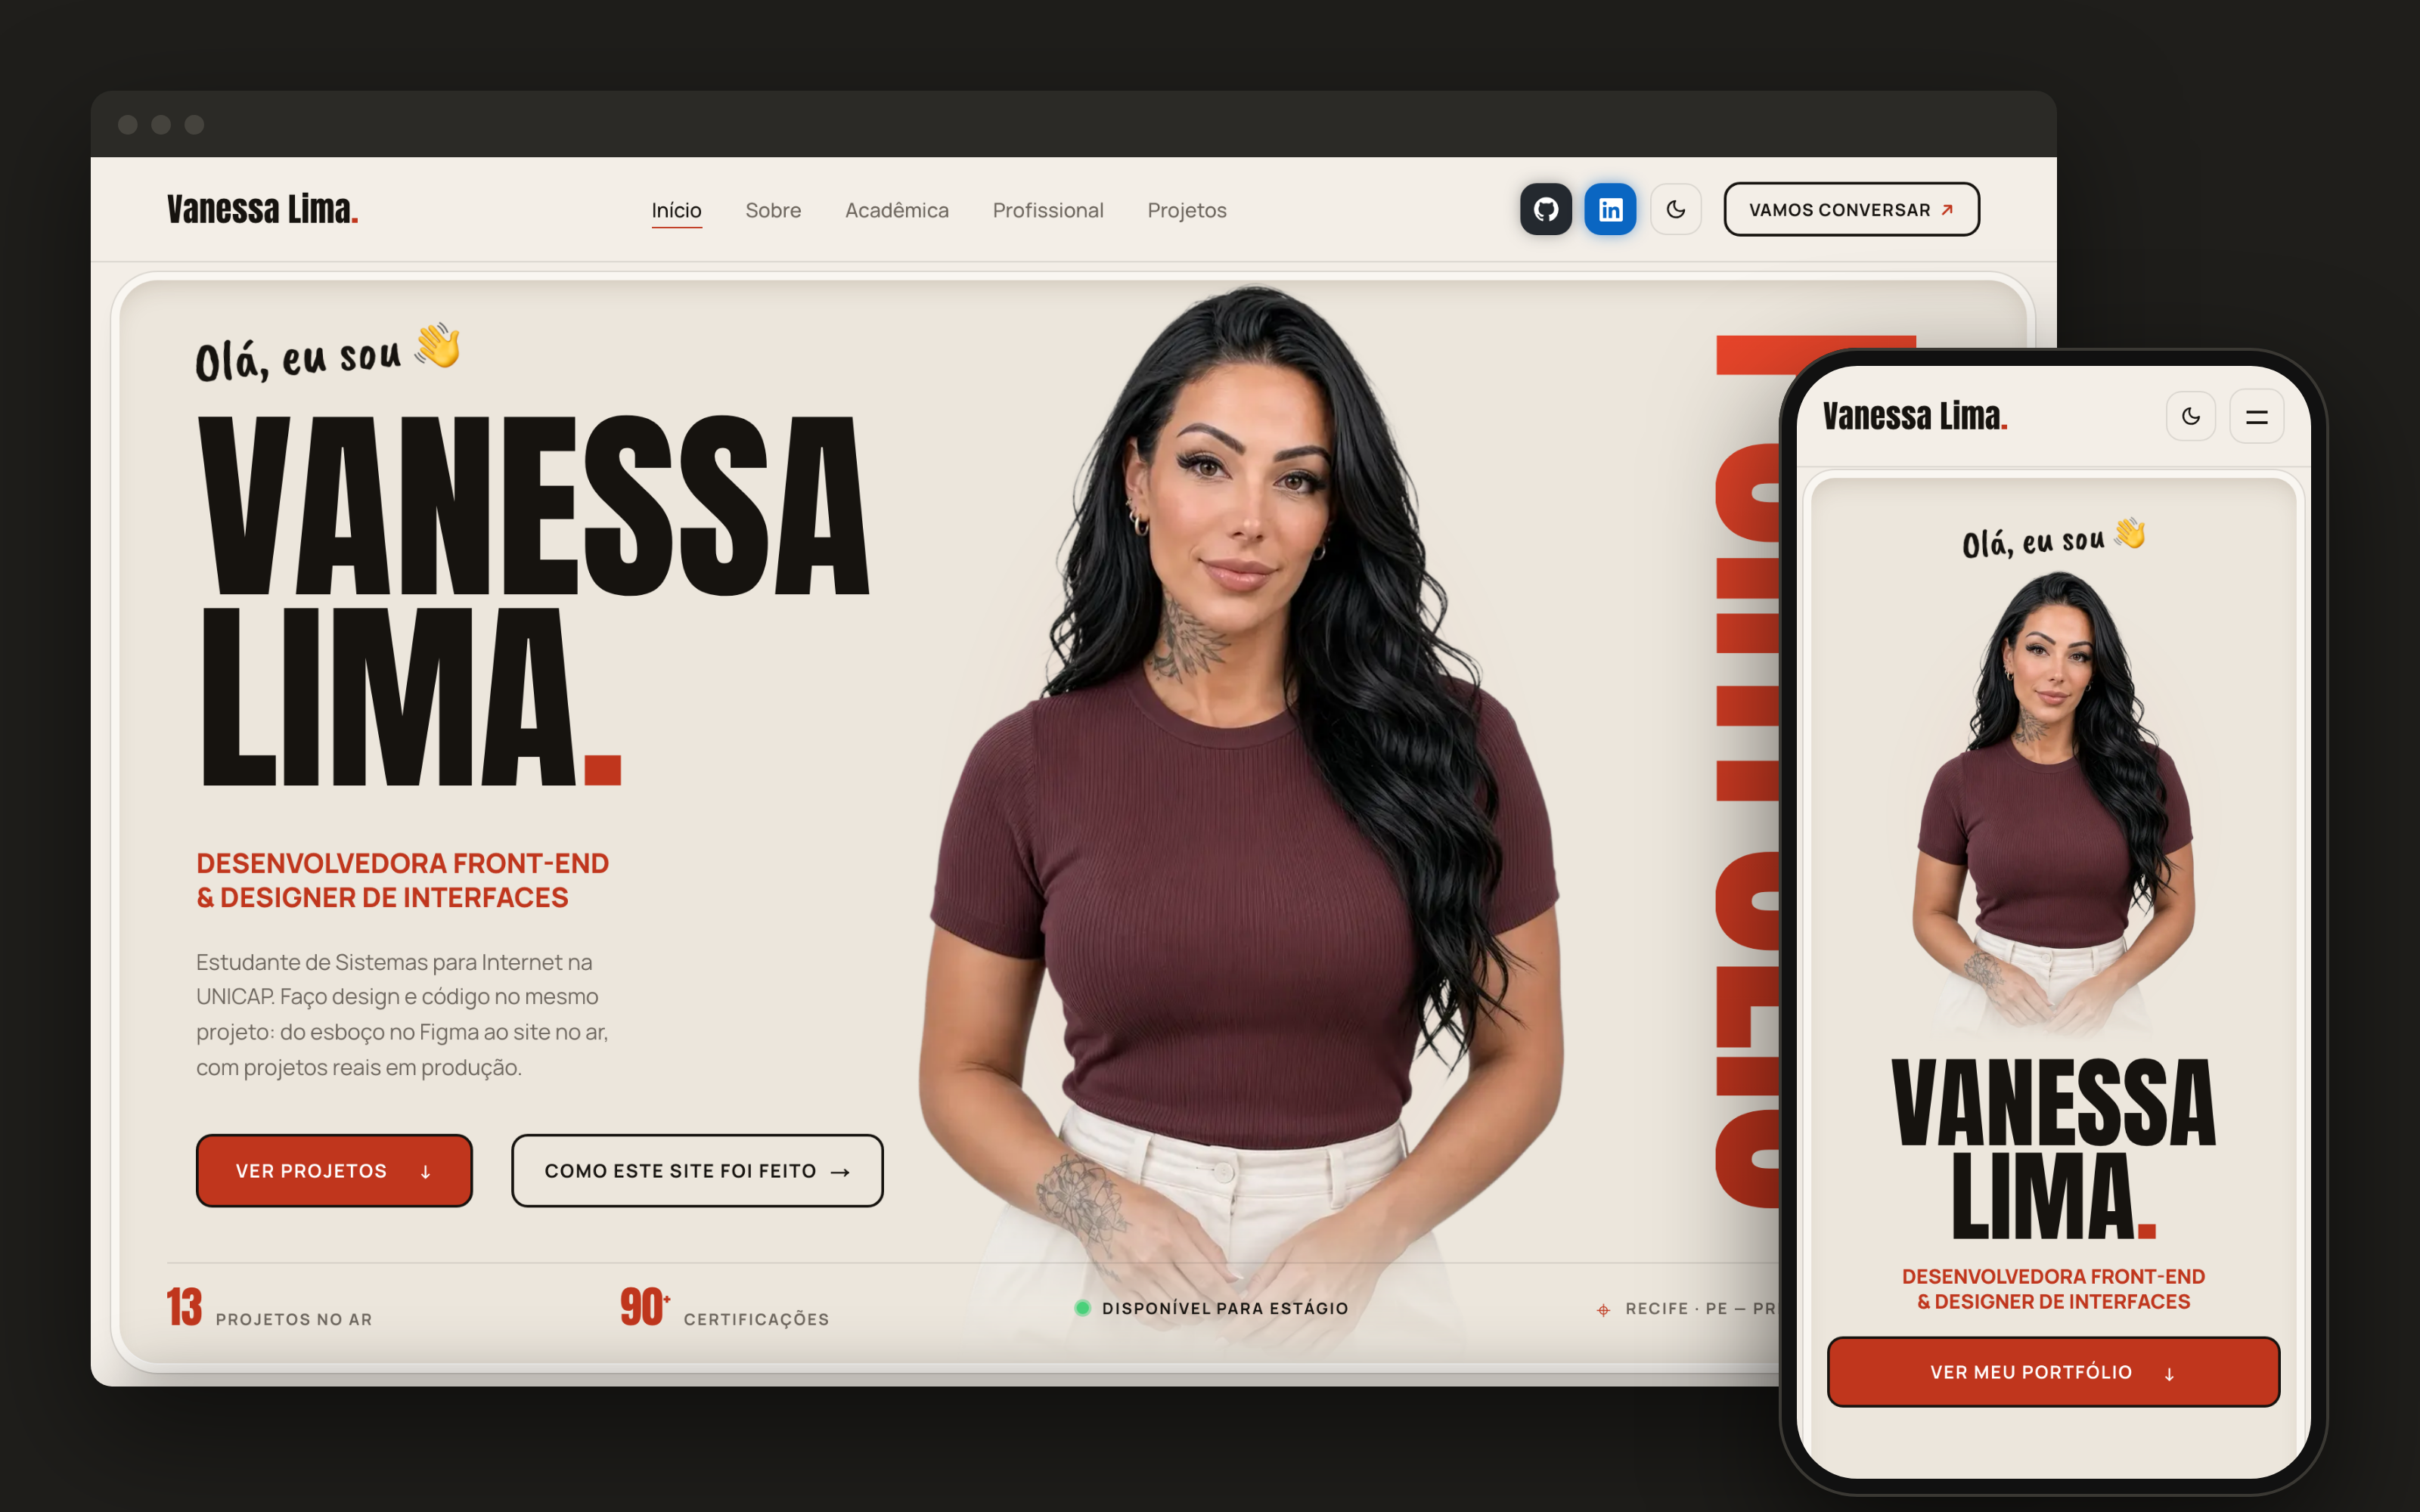 Vanessa Lima.
Início Sobre Acadêmica Profissional Projetos
in
VAMOS CONVERSAR ↗
Olá, eu sou 👋
VANESSA
LIMA.
DESENVOLVEDORA FRONT-END
& DESIGNER DE INTERFACES
Estudante de Sistemas para Internet na
UNICAP. Faço design e código no mesmo
projeto: do esboço no Figma ao site no ar,
com projetos reais em produção.
VER PROJETOS ↓
COMO ESTE SITE FOI FEITO →
13 PROJETOS NO AR
90+ CERTIFICAÇÕES
DISPONÍVEL PARA ESTÁGIO
RECIFE · PE —
Vanessa Lima.
Olá, eu sou 👋
VANESSA
LIMA.
DESENVOLVEDORA FRONT-END
& DESIGNER DE INTERFACES
VER MEU PORTFÓLIO ↓